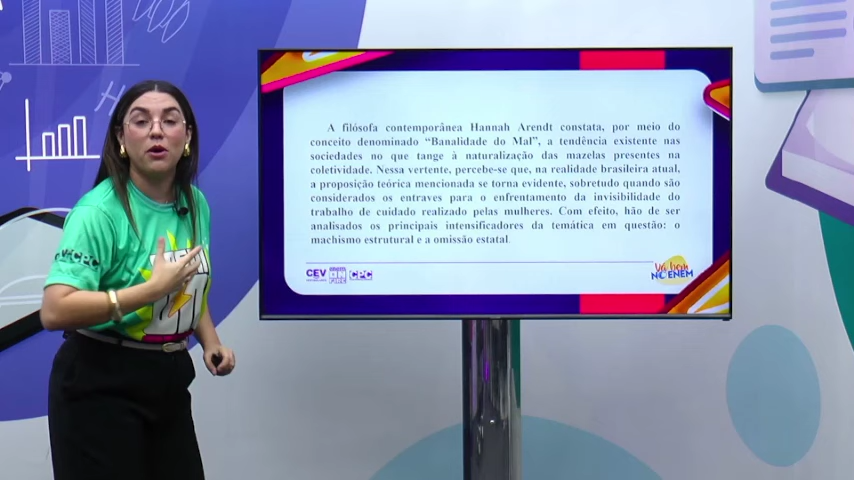 A filósofa contemporânea Hannah Arendt constata, por meio do
conceito denominado "Banalidade do Mal", a tendência existente nas
sociedades no que tange à naturalização das mazelas presentes na
coletividade. Nessa vertente, percebe-se que, na realidade brasileira atual,
a proposição teórica mencionada se torna evidente, sobretudo quando são
considerados os entraves para o enfrentamento da invisibilidade do
trabalho de cuidado realizado pelas mulheres. Com efeito, hão de ser
analisados os principais intensificadores da temática em questão: o
machismo estrutural e a omissão estatal.
CEV
CPC
Vá bem
NO ENEM